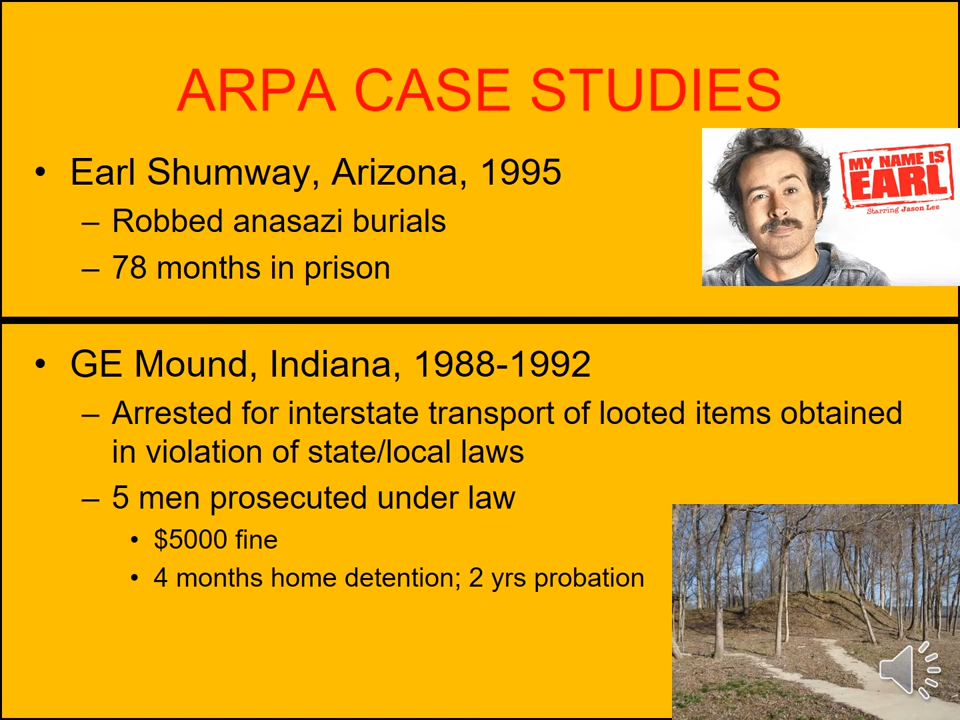 ARPA CASE STUDIES
• Earl Shumway, Arizona, 1995
– Robbed anasazi burials
– 78 months in prison
MY NAME IS
EARL
Starring Jason Lee
• GE Mound, Indiana, 1988-1992
– Arrested for interstate transport of looted items obtained
in violation of state/local laws
– 5 men prosecuted under law
• $5000 fine
• 4 months home detention; 2 yrs probation